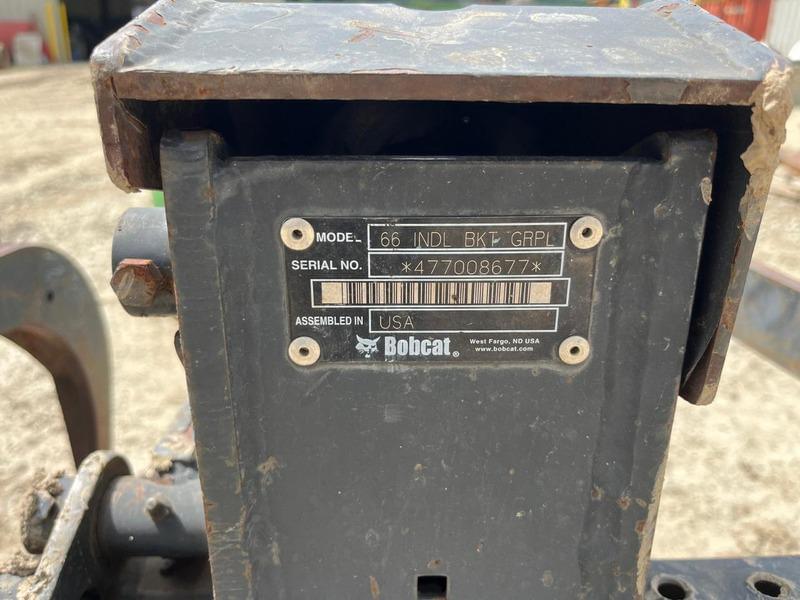 MODEL 66 INDL BKT GRPL
SERIAL NO. *477008677*
ASSEMBLED IN USA
Bobcat®
West Fargo, ND USA
www.bobcat.com